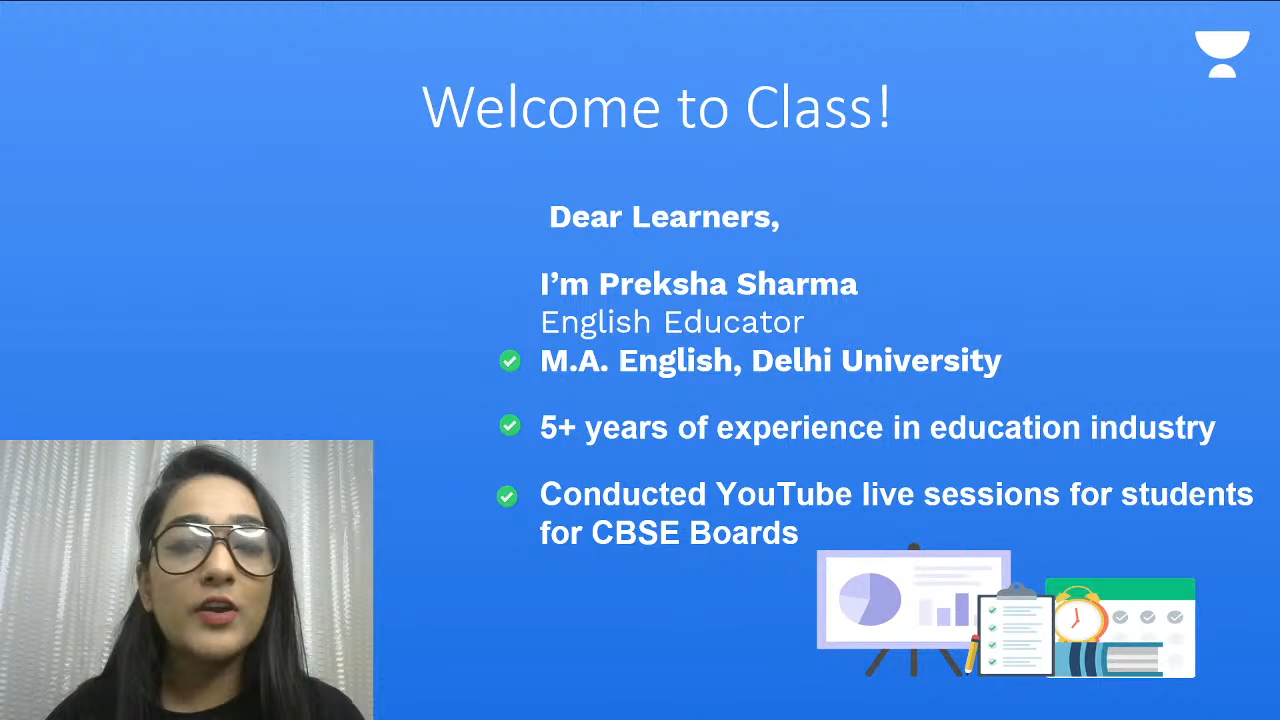 Welcome to Class!
Dear Learners,
I’m Preksha Sharma
English Educator
M.A. English, Delhi University
5+ years of experience in education industry
Conducted YouTube live sessions for students
for CBSE Boards